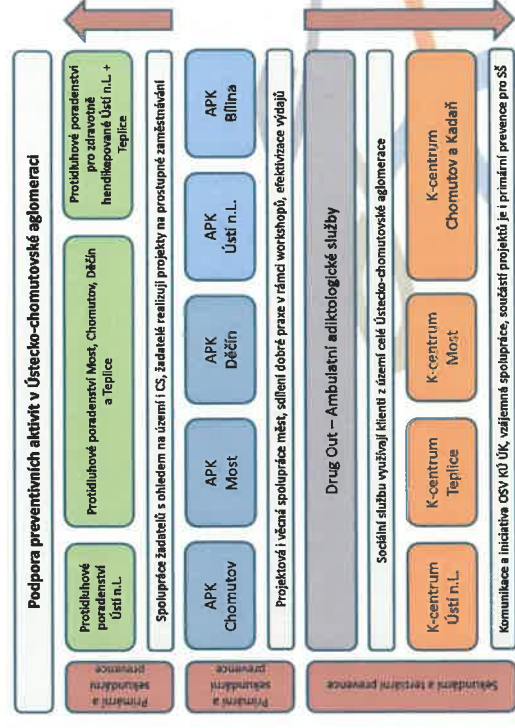 Podpora preventivních aktivit v Ústecko-chomutovské aglomeraci
Primární a
sekundární
prevence
Protidluhové
poradenství
Ústí n.L.
Protidluhové poradenství Most, Chomutov, Děčín
a Teplice
Protidluhové poradenství
pro zdravotně
hendikepované Ústí n.L. +
Teplice
Spolupráce žadatelů s ohledem na území i CS, žadatelé realizují projekty na prostupné zaměstnávání
Primární a
sekundární
prevence
APK
Chomutov
APK
Most
APK
Děčín
APK
Ústí n.L.
APK
Bílina
Projektová i věcná spolupráce měst, sdílení dobré praxe v rámci workshopů, efektivizace výdajů
Sekundární a terciární prevence
Drug Out – Ambulatní adiktologické služby
Sociální službu využívají klienti z území celé Ústecko-chomutovské aglomerace
K-centrum
Ústí n.L.
K-centrum
Teplice
K-centrum
Most
K-centrum
Chomutov a Kadaň
Komunikace a iniciativa OSV KÚ ÚK, vzájemné spolupráce, součástí projektů je i primární prevence pro SŠ